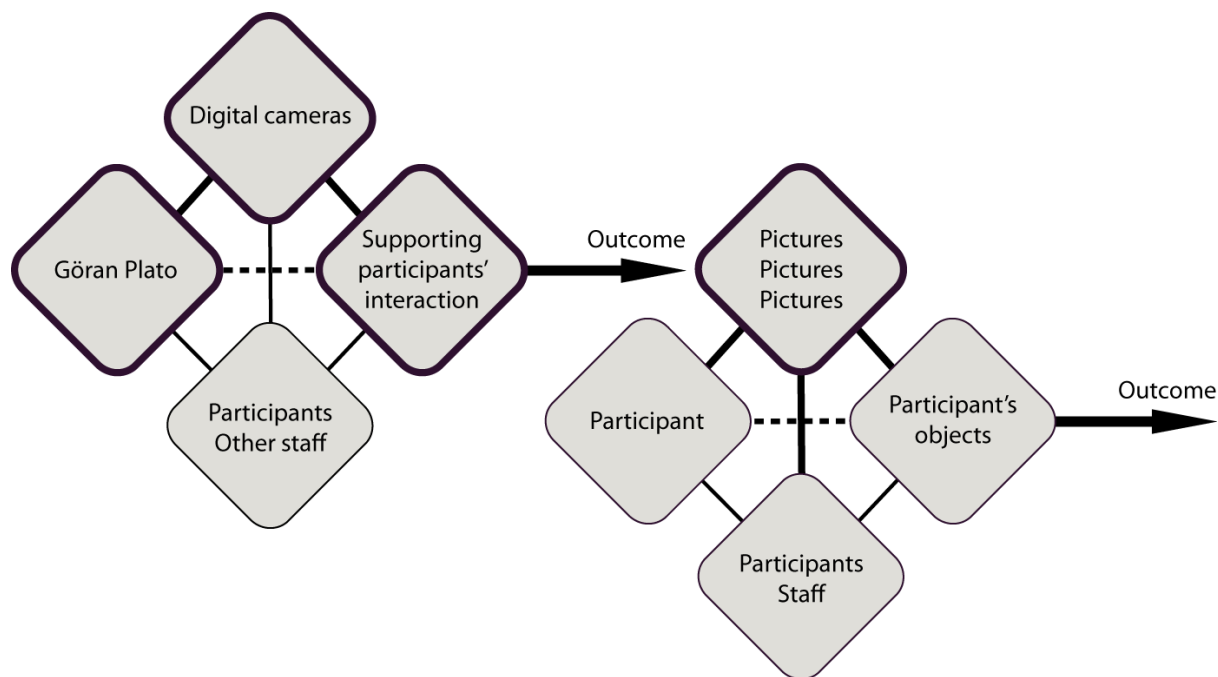 Digital cameras
Göran Plato
Supporting
participants’
interaction
Participants
Other staff
Outcome
Pictures
Pictures
Pictures
Participant
Participant’s
objects
Participants
Staff
Outcome